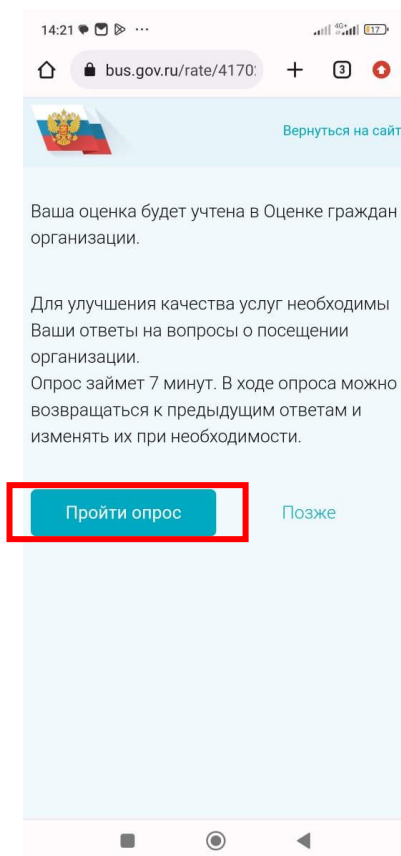 14:21 ... 4G+ 17
bus.gov.ru/rate/4170 3
Вернуться на сайт
Ваша оценка будет учтена в Оценке граждан
организации.
Для улучшения качества услуг необходимы
Ваши ответы на вопросы о посещении
организации.
Опрос займет 7 минут. В ходе опроса можно
возвращаться к предыдущим ответам и
изменять их при необходимости.
Пройти опрос Позже